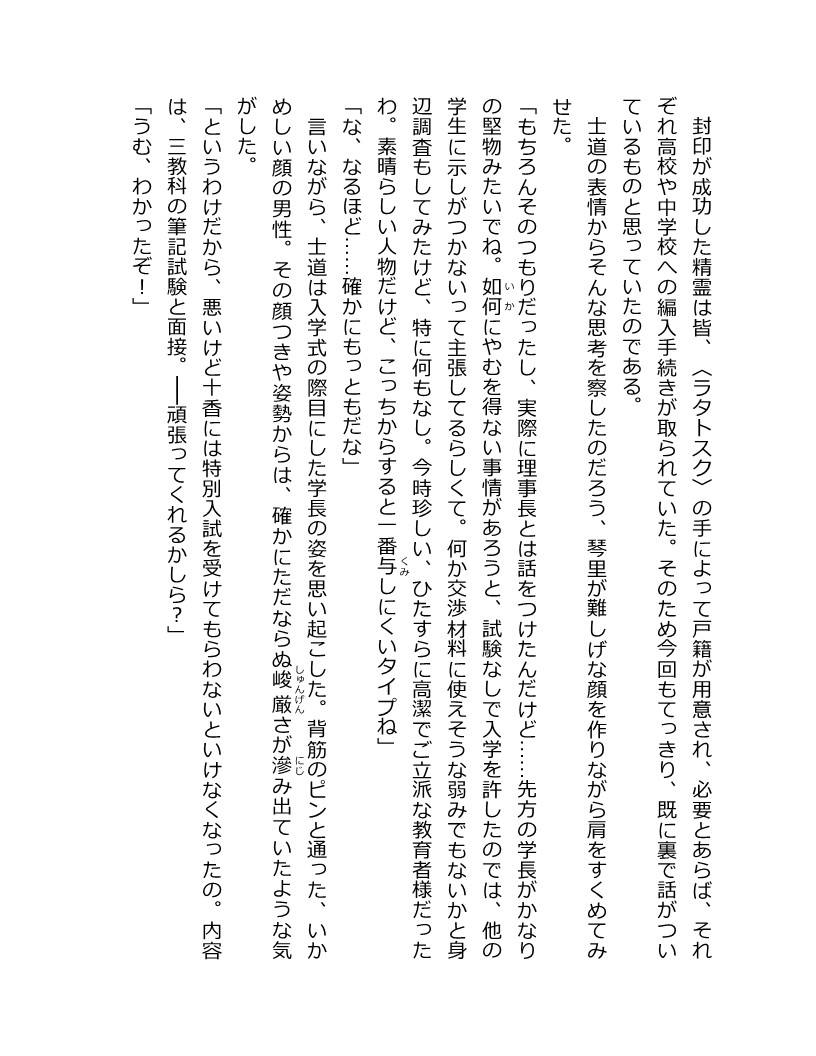 封印が成功した精霊は皆、〈ラタトスク〉の手によって戸籍が用意され、必要とあらば、それ
ぞれ高校や中学校への編入手続きが取られていた。そのため今回もてっきり、既に裏で話がつい
ているものと思っていたのである。
士道の表情からそんな思考を察したのだろう、琴里が難しげな顔を作りながら肩をすくめてみ
せた。
「もちろんそのつもりだったし、実際に理事長とは話をつけたんだけど……先方の学長がかなり
の堅物みたいでね。如何にやむを得ない事情があろうと、試験なしで入学を許したのでは、他の
学生に示しがつかないって主張してるらしくて。何か交渉材料に使えそうな弱みでもないかと身
辺調査もしてみたけど、特に何もなし。今時珍しい、ひたすらに高潔でご立派な教育者様だった
わ。素晴らしい人物だけど、こっちからすると一番与しにくいタイプね」
「な、なるほど……確かにもっともだな」
言いながら、士道は入学式の際目にした学長の姿を思い起こした。背筋のピンと通った、いか
めしい顔の男性。その顔つきや姿勢からは、確かにただならぬ峻厳さが滲み出ていたような気
がした。
「というわけだから、悪いけど十香には特別入試を受けてもらわないといけなくなったの。内容
は、三教科の筆記試験と面接。――頑張ってくれるかしら？」
「うむ、わかったぞ！」